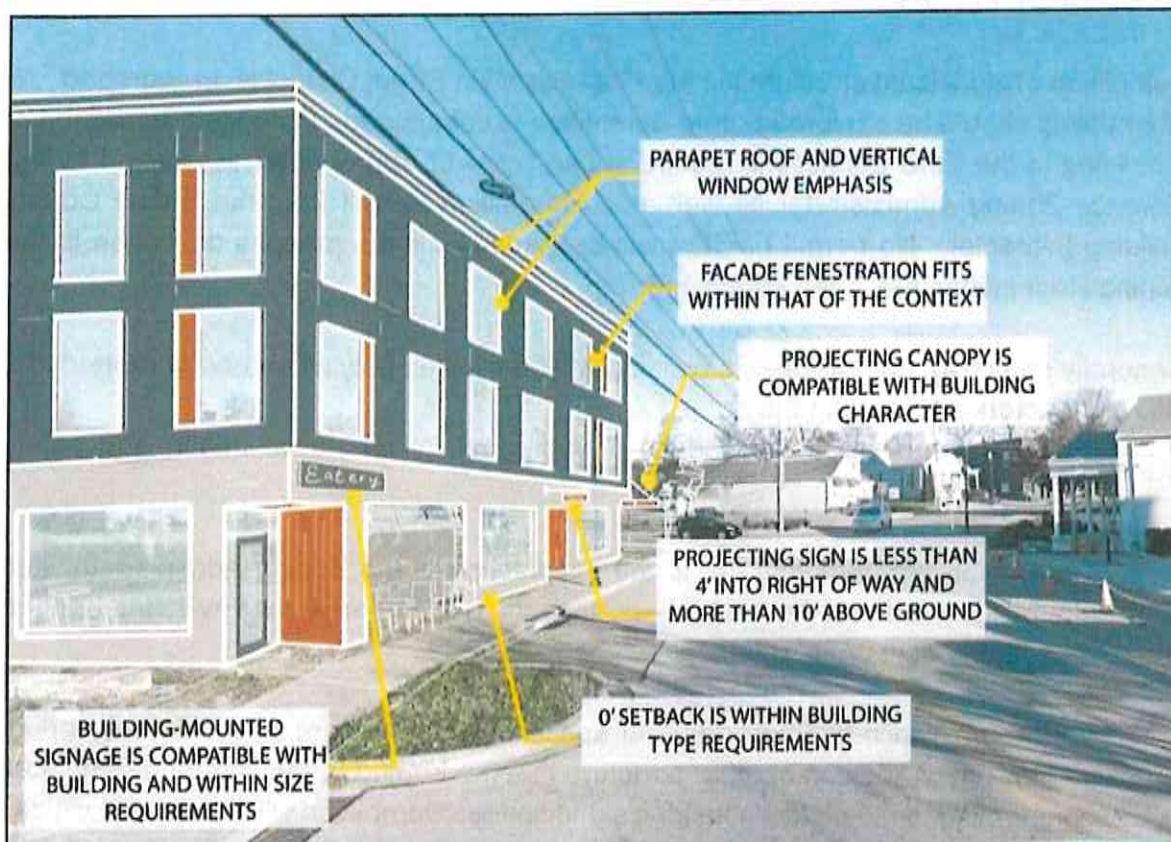 PARAPET ROOF AND VERTICAL
WINDOW EMPHASIS
FACADE FENESTRATION FITS
WITHIN THAT OF THE CONTEXT
PROJECTING CANOPY IS
COMPATIBLE WITH BUILDING
CHARACTER
Eatery
PROJECTING SIGN IS LESS THAN
4' INTO RIGHT OF WAY AND
MORE THAN 10' ABOVE GROUND
0' SETBACK IS WITHIN BUILDING
TYPE REQUIREMENTS
BUILDING-MOUNTED
SIGNAGE IS COMPATIBLE WITH
BUILDING AND WITHIN SIZE
REQUIREMENTS